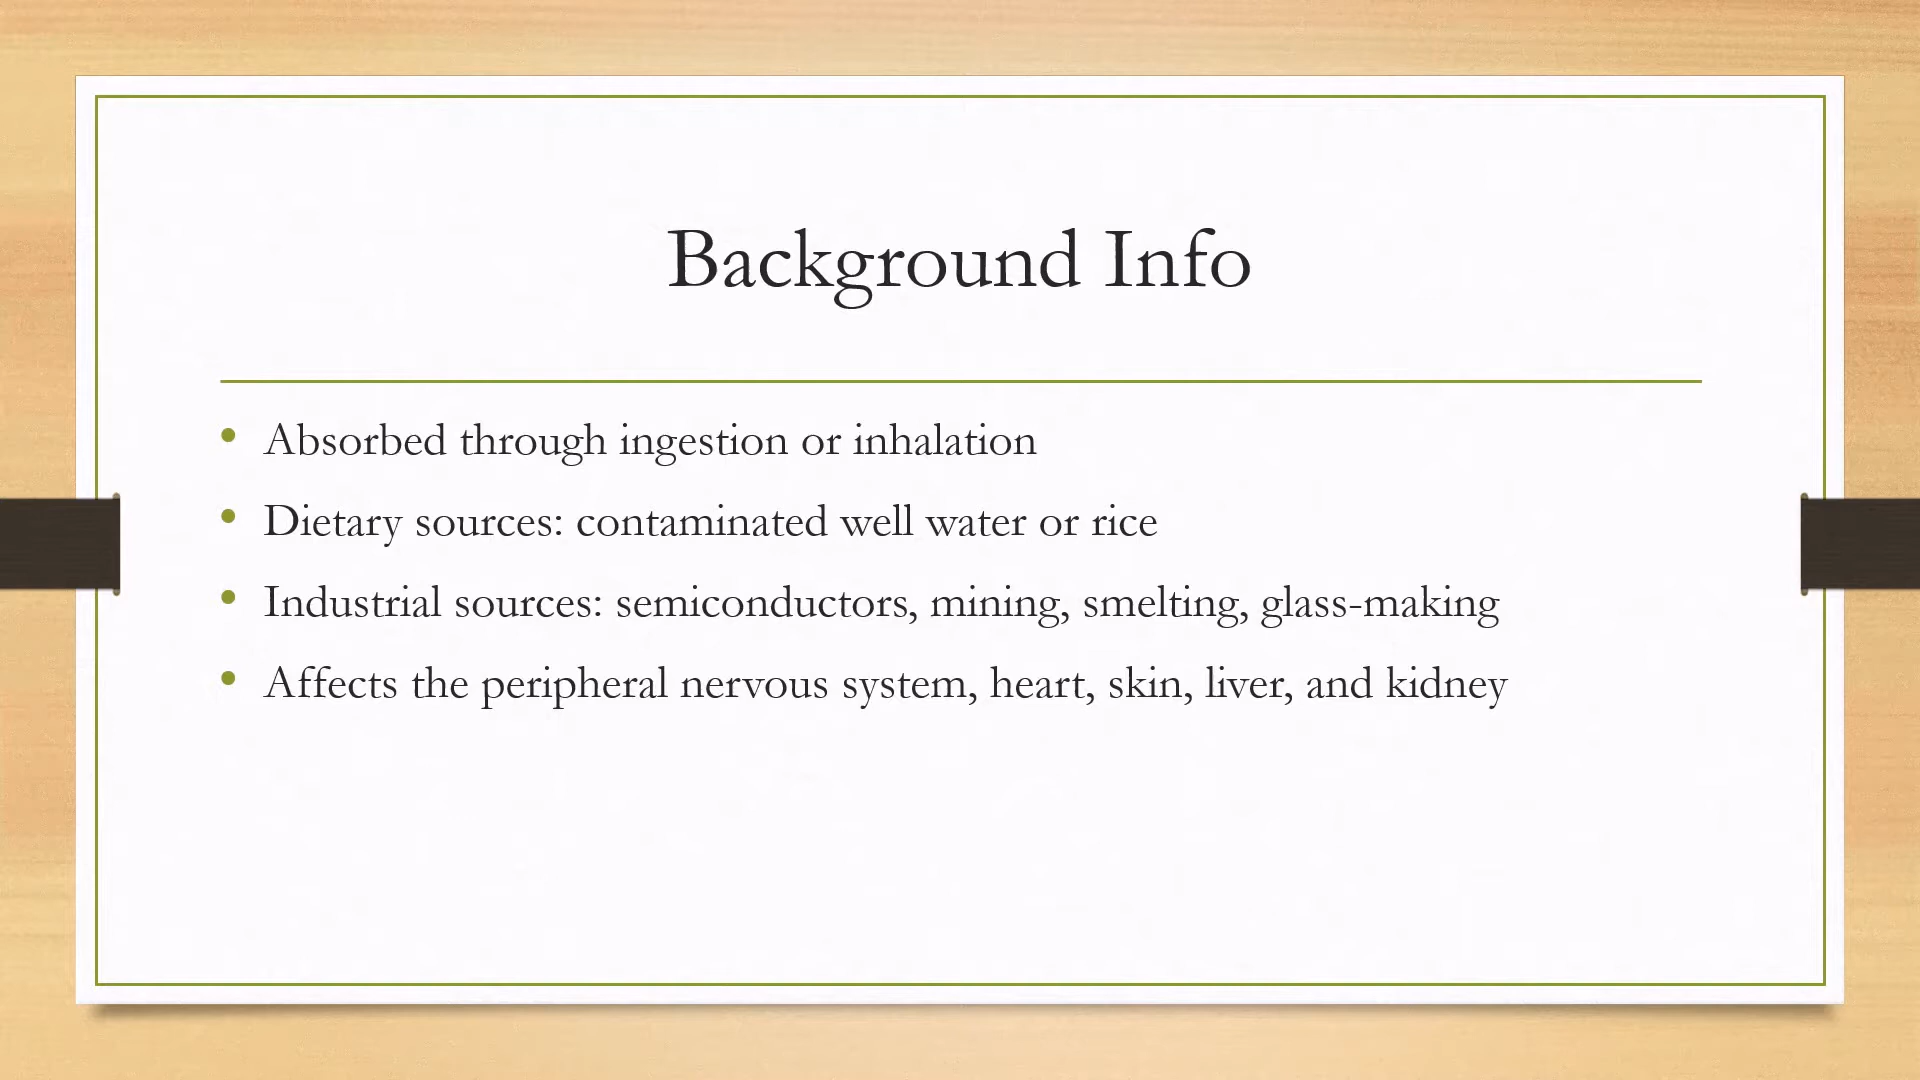 Background Info
• Absorbed through ingestion or inhalation
• Dietary sources: contaminated well water or rice
• Industrial sources: semiconductors, mining, smelting, glass-making
• Affects the peripheral nervous system, heart, skin, liver, and kidney